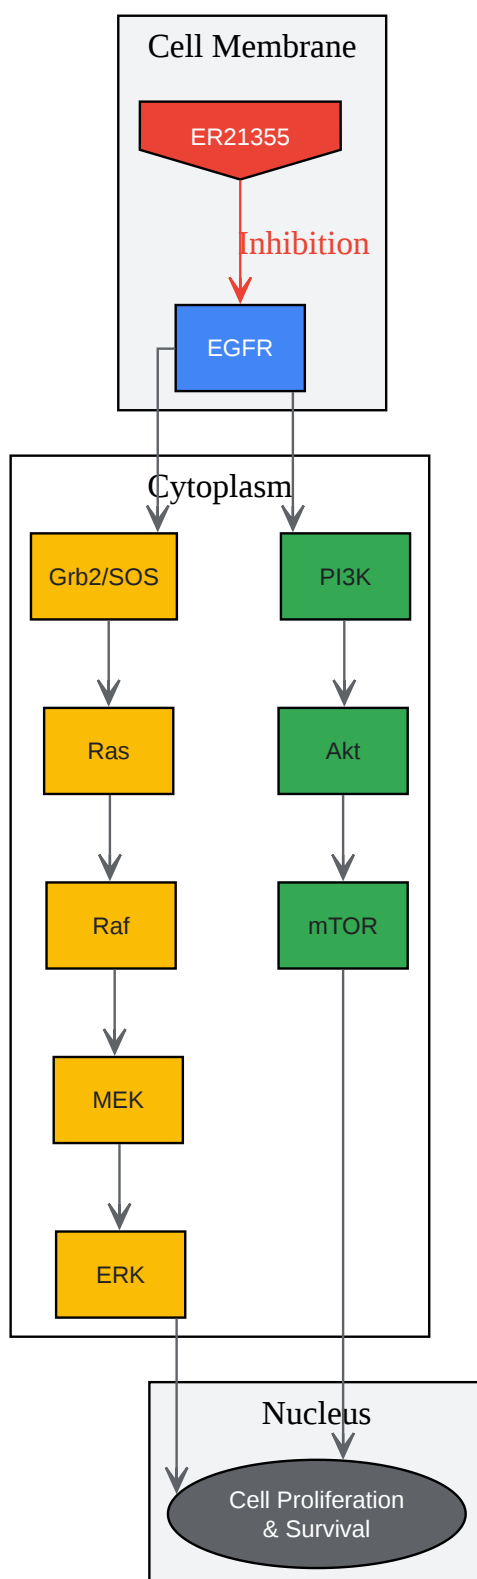 Cell Membrane
ER21355
Inhibition
EGFR
Cytoplasm
Grb2/SOS
PI3K
Ras
Akt
Raf
mTOR
MEK
ERK
Nucleus
Cell Proliferation
& Survival